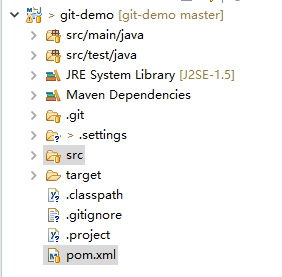 > git-demo [git-demo master]
src/main/java
src/test/java
JRE System Library [J2SE-1.5]
Maven Dependencies
.git
> .settings
src
target
.classpath
.gitignore
.project
pom.xml